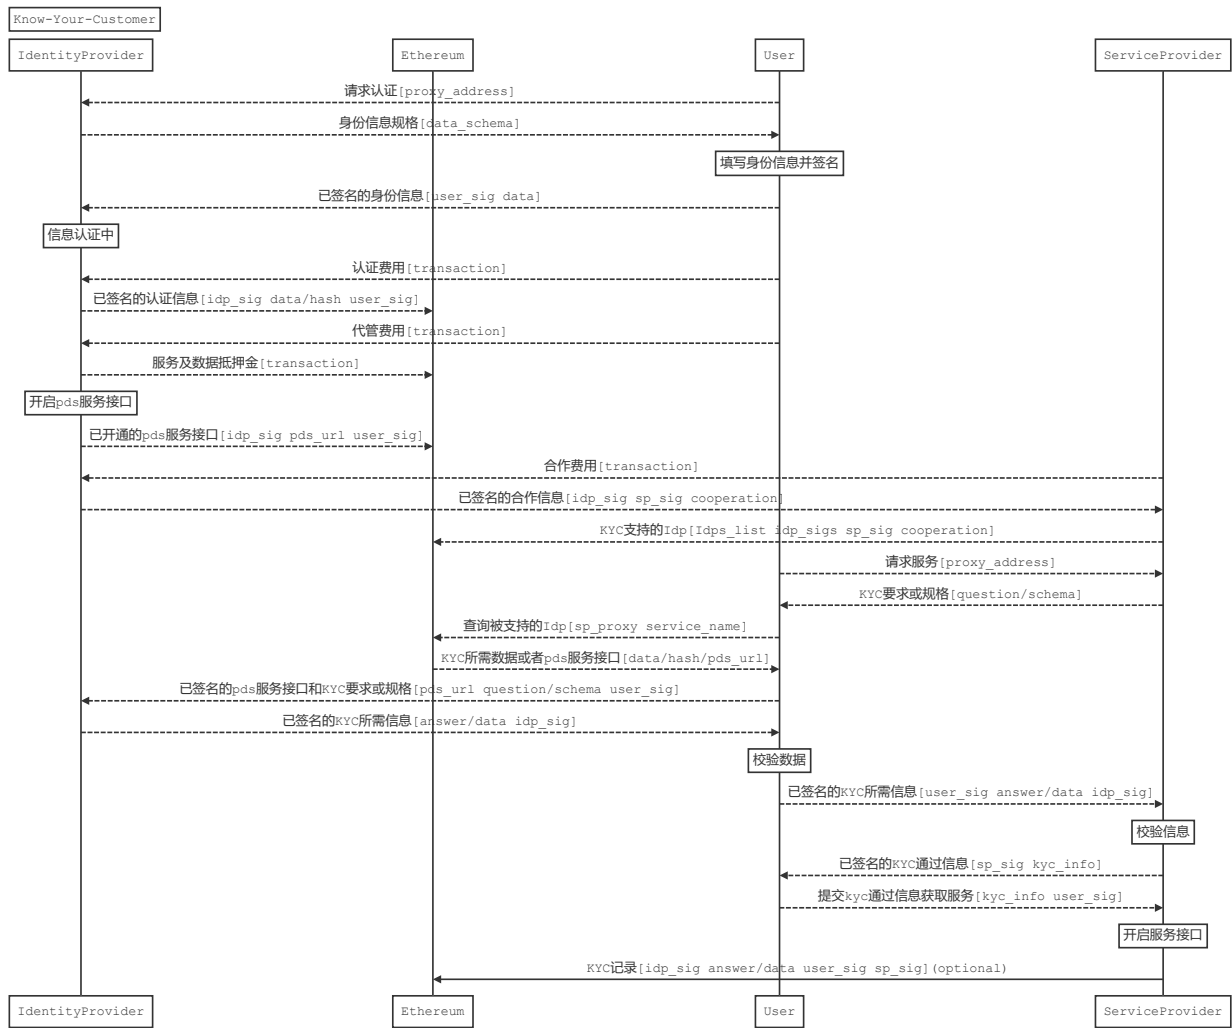 Know-Your-Customer
IdentityProvider Ethereum User ServiceProvider
请求认证[proxy_address]
身份信息规格[data_schema]
填写身份信息并签名
已签名的身份信息[user_sig data]
信息认证中
认证费用[transaction]
已签名的认证信息[idp_sig data/hash user_sig]
代管费用[transaction]
服务及数据抵押金[transaction]
开启pds服务接口
已开通的pds服务接口[idp_sig pds_url user_sig]
合作费用[transaction]
已签名的合作信息[idp_sig sp_sig cooperation]
KYC支持的Idp[Idps_list idp_sigs sp_sig cooperation]
请求服务[proxy_address]
KYC要求或规格[question/schema]
查询被支持的Idp[sp_proxy service_name]
KYC所需数据或者pds服务接口[data/hash/pds_url]
已签名的pds服务接口和KYC要求或规格[pds_url question/schema user_sig]
已签名的KYC所需信息[answer/data idp_sig]
校验数据
已签名的KYC所需信息[user_sig answer/data idp_sig]
校验信息
已签名的KYC通过信息[sp_sig kyc_info]
提交kyc通过信息获取服务[kyc_info user_sig]
开启服务接口
KYC记录[idp_sig answer/data user_sig sp_sig](optional)
IdentityProvider Ethereum User ServiceProvider